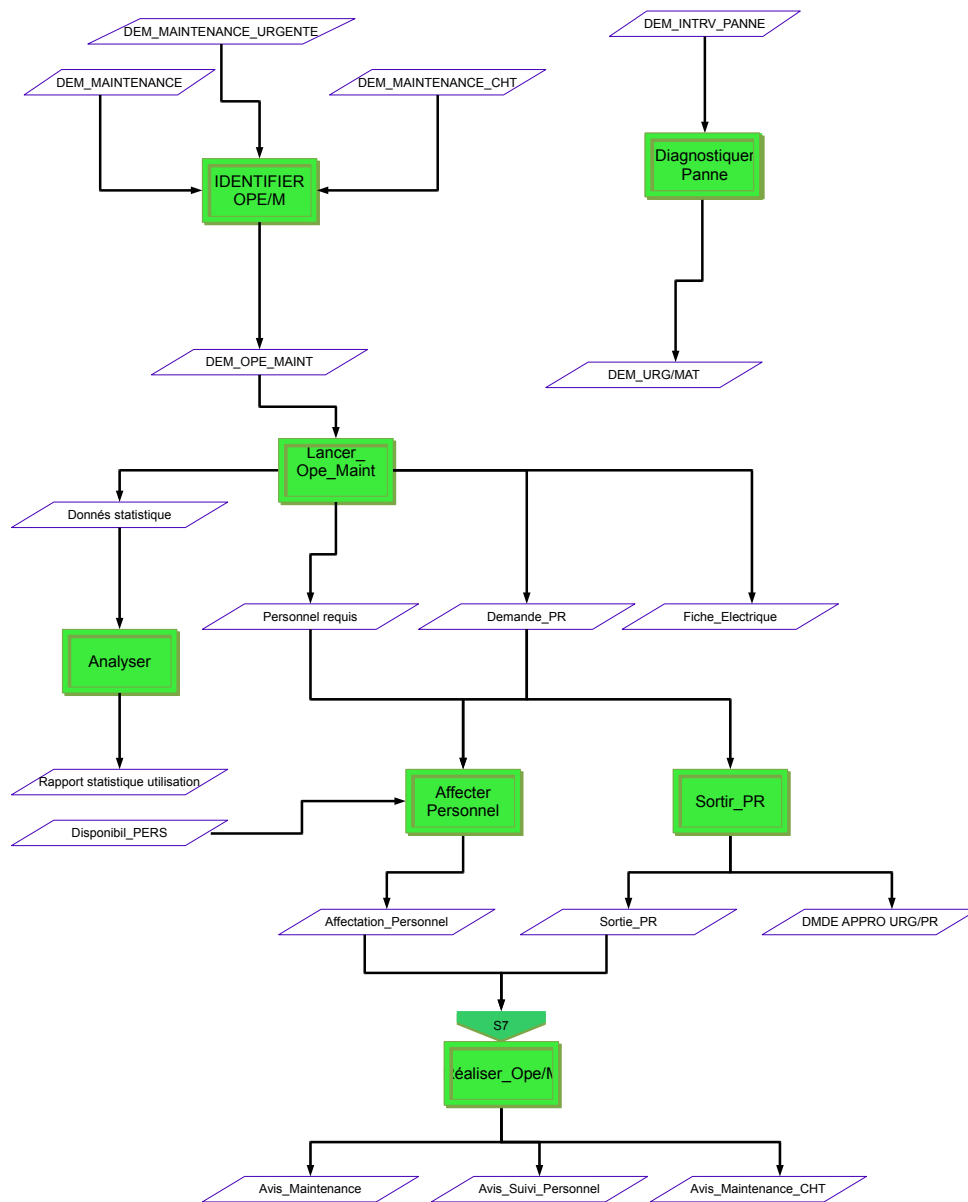 DEM_MAINTENANCE_URGENTE
DEM_INTRV_PANNE
DEM_MAINTENANCE
DEM_MAINTENANCE_CHT
IDENTIFIER
OPE/M
Diagnostiquer
Panne
DEM_OPE_MAINT
DEM_URG/MAT
Lancer_
Ope_Maint
Donnés statistique
Personnel requis
Demande_PR
Fiche_Electrique
Analyser
Rapport statistique utilisation
Affecter
Personnel
Sortir_PR
Disponibil_PERS
Affectation_Personnel
Sortie_PR
DMDE APPRO URG/PR
S7
Réaliser_Ope/M
Avis_Maintenance
Avis_Suivi_Personnel
Avis_Maintenance_CHT